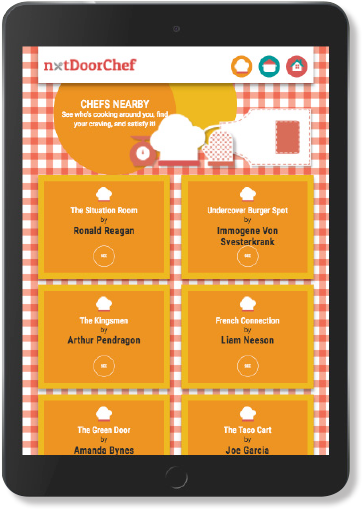 nxtDoorChef
CHEFS NEARBY
See who's cooking around you, find
your craving, and satisfy it!
The Situation Room
by
Ronald Reagan
Undercover Burger Spot
by
Immogene Von
Svesterkrank
The Kingsmen
by
Arthur Pendragon
French Connection
by
Liam Neeson
The Green Door
by
Amanda Bynes
The Taco Cart
by
Joe Garcia